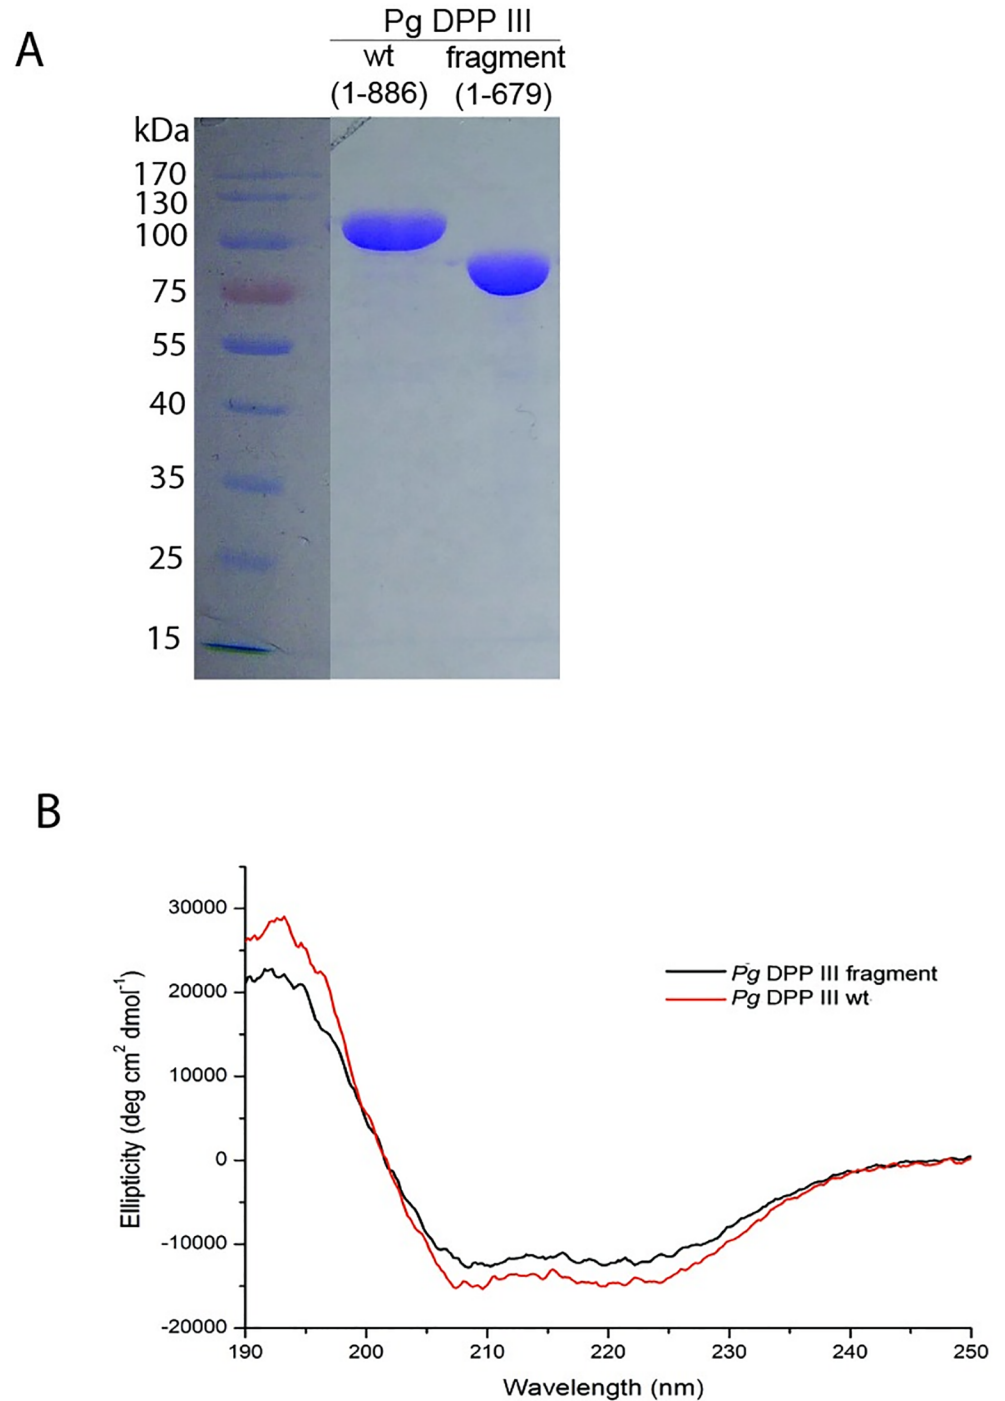 A
Pg DPP III
wt fragment
(1-886) (1-679)
kDa
170
130
100
75
55
40
35
25
15
B
30000
20000
10000
0
-10000
-20000
190 200 210 220 230 240 250
Ellipticity (deg cm² dmol⁻¹)
Wavelength (nm)
Pg DPP III fragment
Pg DPP III wt